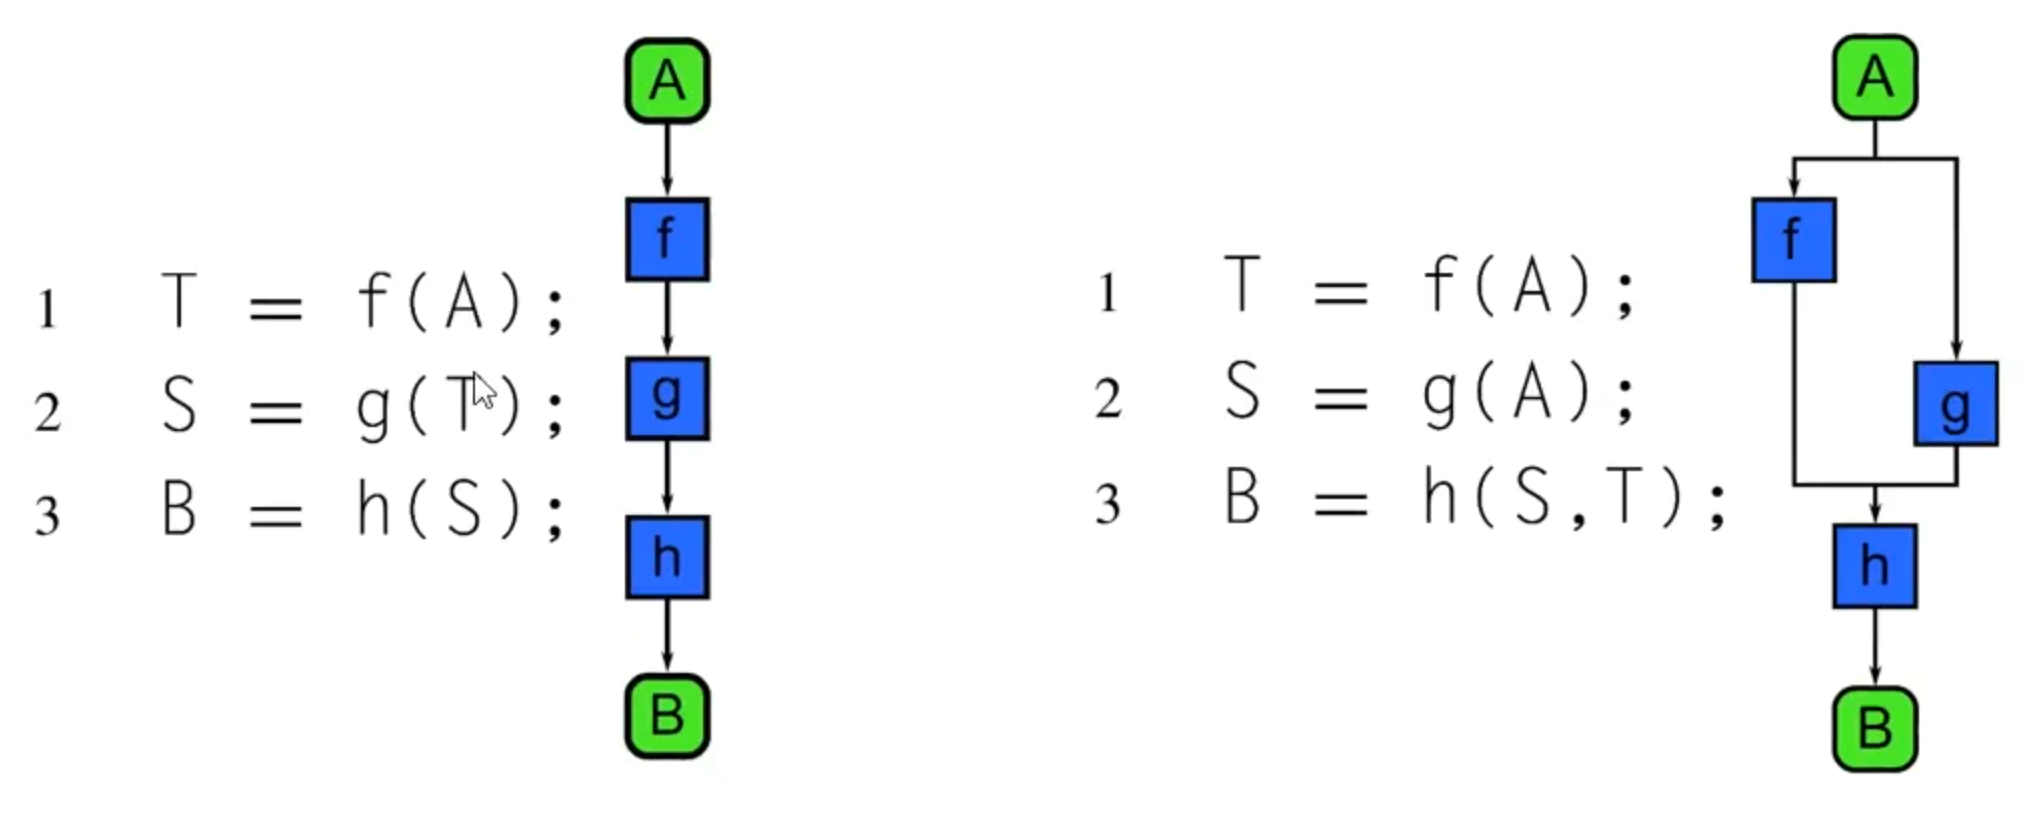 1 T = f(A);
2 S = g(T);
3 B = h(S);
A
f
g
h
B
1 T = f(A);
2 S = g(A);
3 B = h(S,T);
A
f
g
h
B